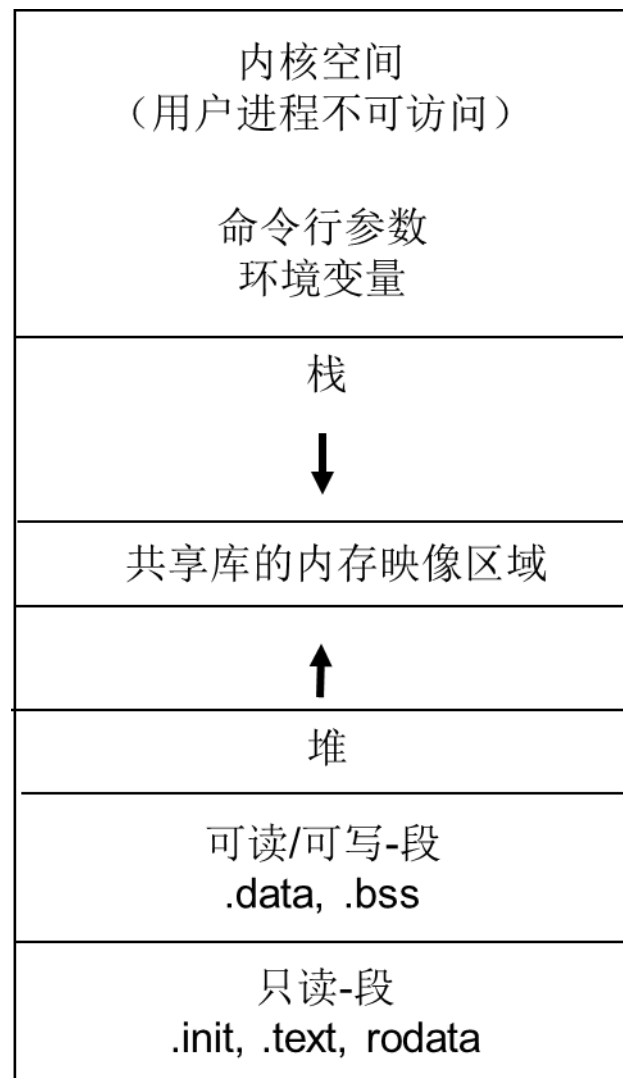 内核空间
（用户进程不可访问）
命令行参数
环境变量
栈
共享库的内存映像区域
堆
可读/可写-段
.data, .bss
只读-段
.init, .text, rodata